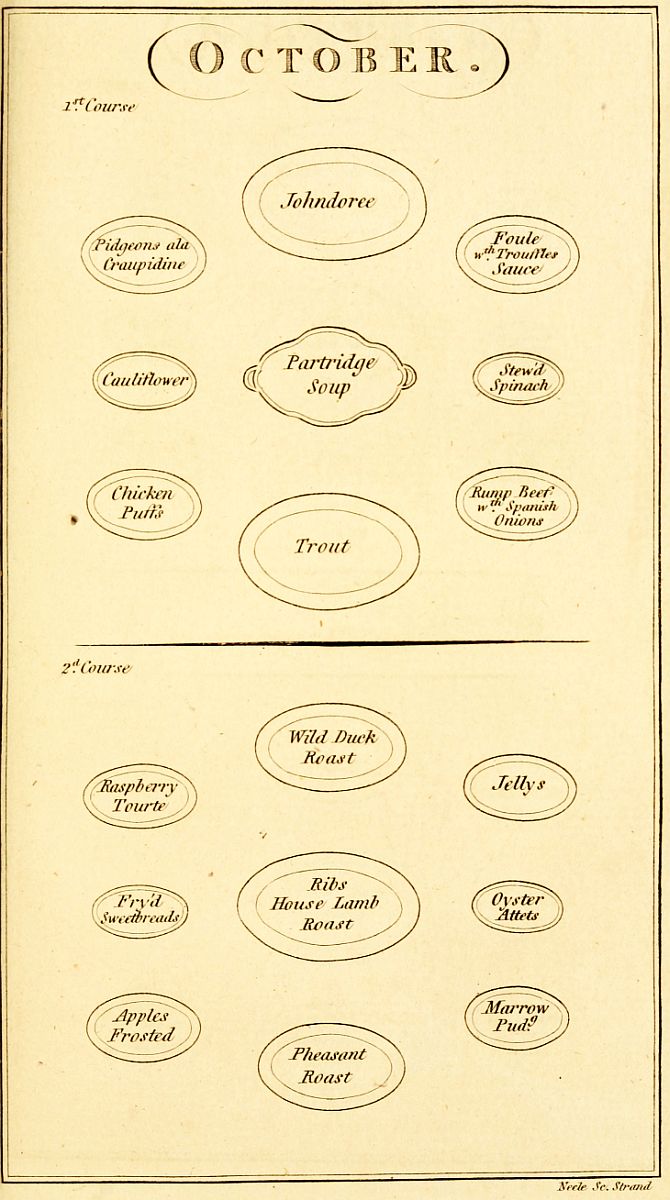 OCTOBER.
1st. Course
Johndoree
Pidgeons ala
Craupidine
Foule
wth. Trouffles
Sauce
Cauliflower
Partridge
Soup
Stew'd
Spinach
Chicken
Puffs
Trout
Rump Beef
wth. Spanish
Onions
2d. Course
Wild Duck
Roast
Raspberry
Tourte
Jellys
Fry'd
Sweetbreads
Ribs
House Lamb
Roast
Oyster
Attets
Apples
Frosted
Pheasant
Roast
Marrow
Pudg.
Neele Sc. Strand